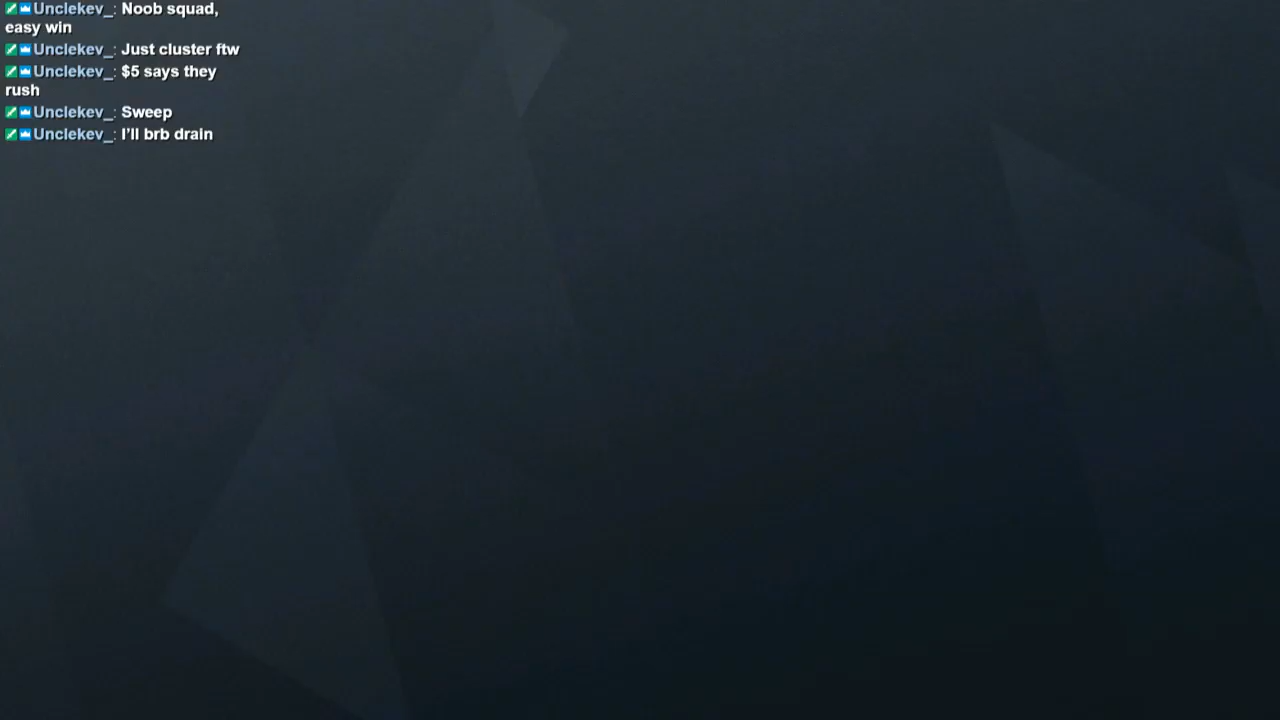 Unclekev_: Noob squad,
easy win
Unclekev_: Just cluster ftw
Unclekev_: $5 says they
rush
Unclekev_: Sweep
Unclekev_: I'll brb drain